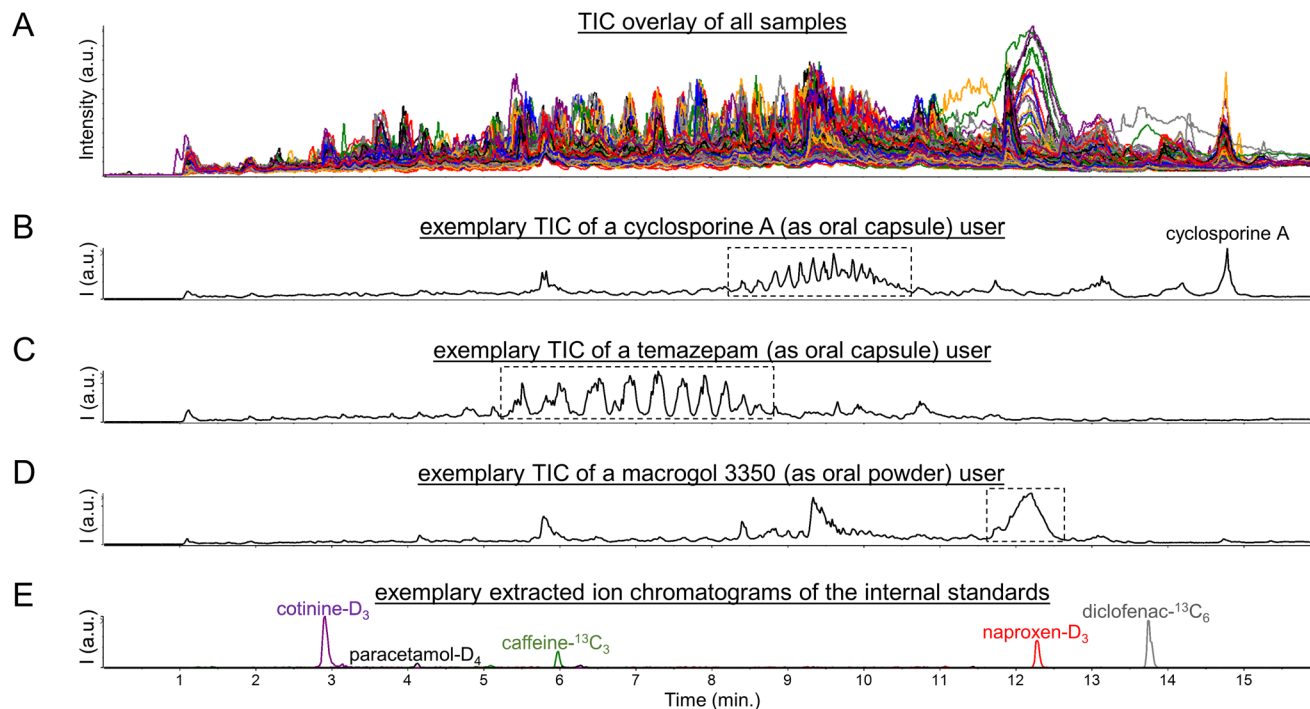 A
TIC overlay of all samples
Intensity (a.u.)
B
exemplary TIC of a cyclosporine A (as oral capsule) user
cyclosporine A
I (a.u.)
C
exemplary TIC of a temazepam (as oral capsule) user
I (a.u.)
D
exemplary TIC of a macrogol 3350 (as oral powder) user
I (a.u.)
E
exemplary extracted ion chromatograms of the internal standards
cotinine-D₃
paracetamol-D₄
caffeine-¹³C₃
naproxen-D₃
diclofenac-¹³C₆
I (a.u.)
1 2 3 4 5 6 7 8 9 10 11 12 13 14 15
Time (min.)